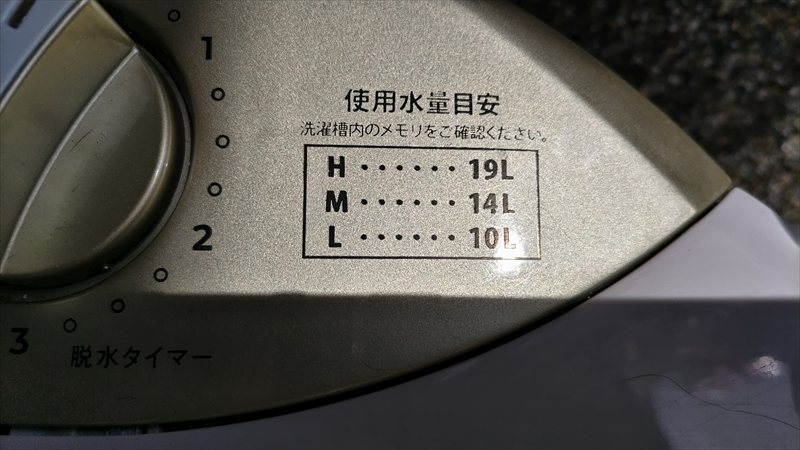 1
使用水量目安
洗濯槽内のメモリをご確認ください。
H ・・・・・・ 19L
M ・・・・・・ 14L
L ・・・・・・ 10L
2
3
脱水タイマー